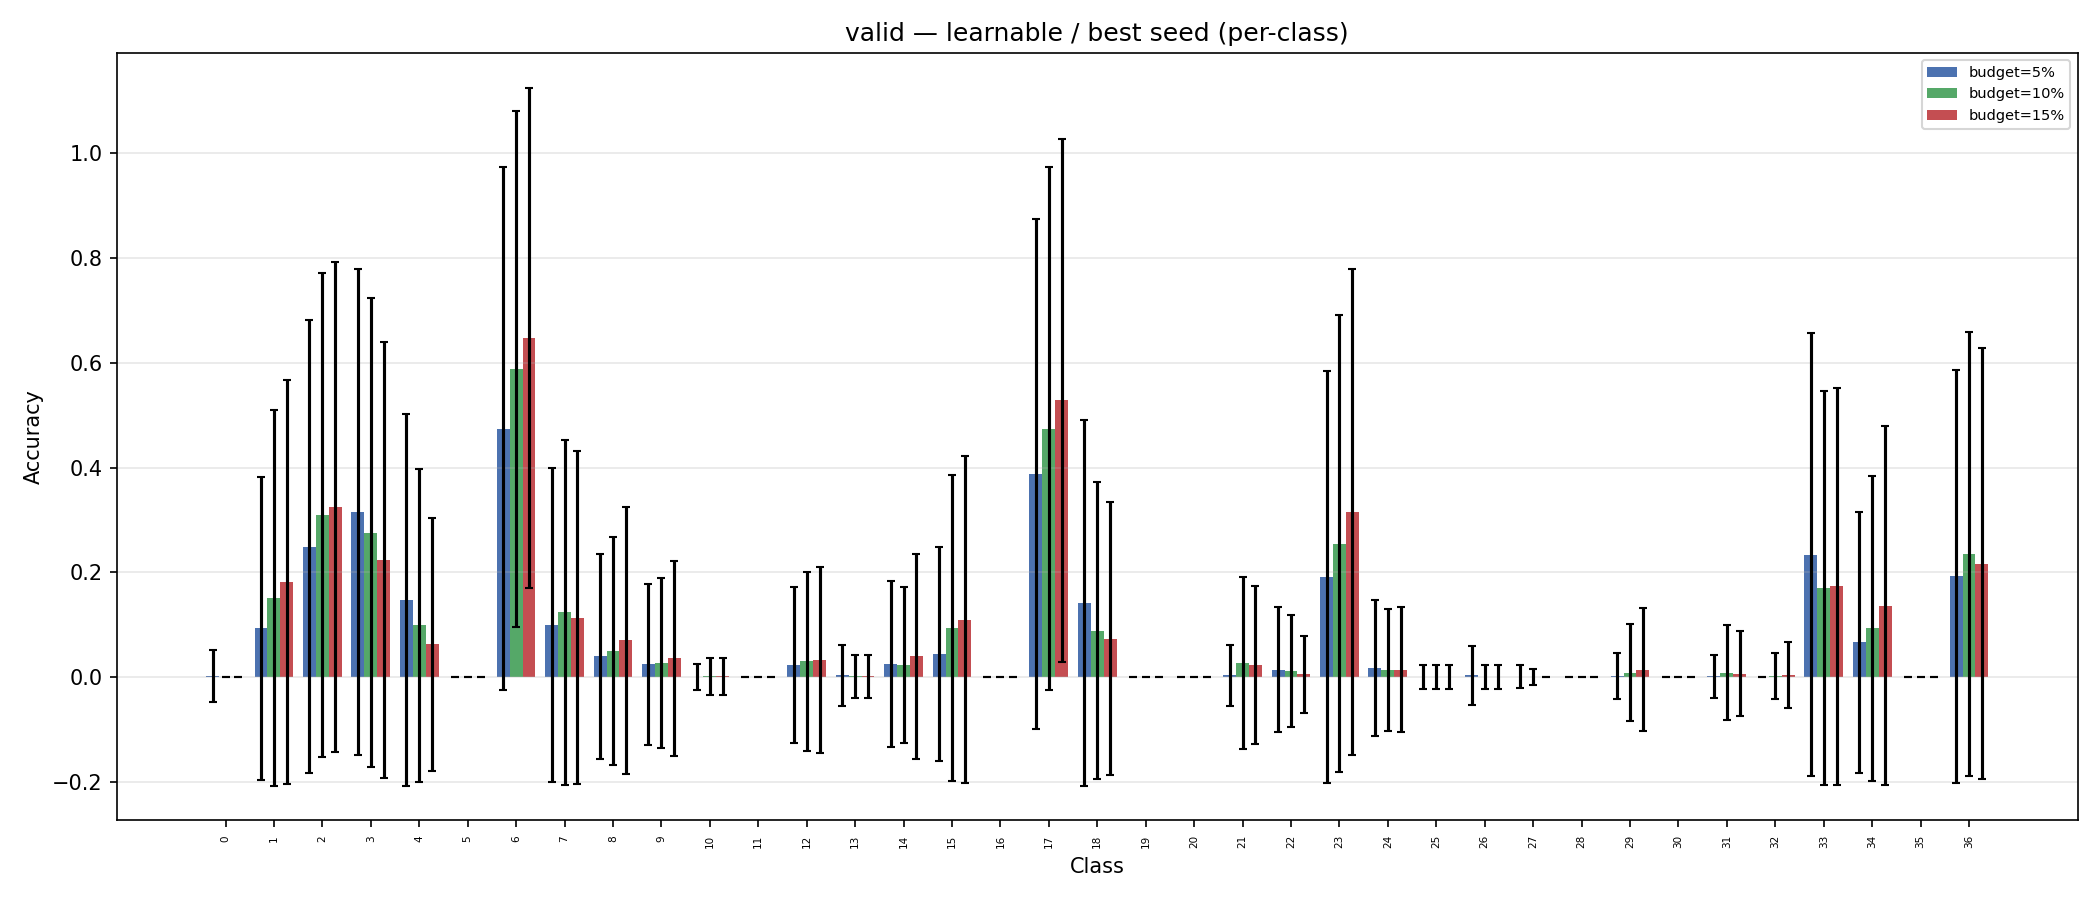 valid — learnable / best seed (per-class)
budget=5%
budget=10%
budget=15%
Accuracy
1.0
0.8
0.6
0.4
0.2
0.0
−0.2
0 1 2 3 4 5 6 7 8 9 10 11 12 13 14 15 16 17 18 19 20 21 22 23 24 25 26 27 28 29 30 31 32 33 34 35 36
Class